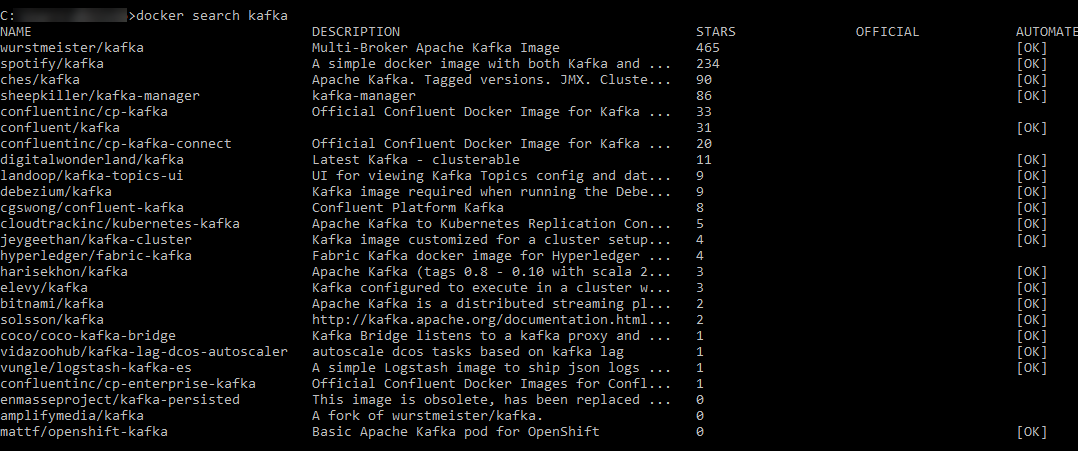 C: >docker search kafka
NAME DESCRIPTION STARS OFFICIAL AUTOMATE
wurstmeister/kafka Multi-Broker Apache Kafka Image 465 [OK]
spotify/kafka A simple docker image with both Kafka and ... 234 [OK]
ches/kafka Apache Kafka. Tagged versions. JMX. Cluste... 90 [OK]
sheepkiller/kafka-manager kafka-manager 86 [OK]
confluentinc/cp-kafka Official Confluent Docker Image for Kafka ... 33
confluent/kafka 31 [OK]
confluentinc/cp-kafka-connect Official Confluent Docker Image for Kafka ... 20
digitalwonderland/kafka Latest Kafka - clusterable 11 [OK]
landoop/kafka-topics-ui UI for viewing Kafka Topics config and dat... 9 [OK]
debezium/kafka Kafka image required when running the Debe... 9 [OK]
cgswong/confluent-kafka Confluent Platform Kafka 8 [OK]
cloudtrackinc/kubernetes-kafka Apache Kafka to Kubernetes Replication Con... 5 [OK]
jeygeethan/kafka-cluster Kafka image customized for a cluster setup... 4 [OK]
hyperledger/fabric-kafka Fabric Kafka docker image for Hyperledger ... 4
harisekhon/kafka Apache Kafka (tags 0.8 - 0.10 with scala 2... 3 [OK]
elevy/kafka Kafka configured to execute in a cluster w... 3 [OK]
bitnami/kafka Apache Kafka is a distributed streaming pl... 2 [OK]
solsson/kafka http://kafka.apache.org/documentation.html... 2 [OK]
coco/coco-kafka-bridge Kafka Bridge listens to a kafka proxy and ... 1 [OK]
vidazoohub/kafka-lag-dcos-autoscaler autoscale dcos tasks based on kafka lag 1 [OK]
vungle/logstash-kafka-es A simple Logstash image to ship json logs ... 1 [OK]
confluentinc/cp-enterprise-kafka Official Confluent Docker Images for Confl... 1
enmasseproject/kafka-persisted This image is obsolete, has been replaced ... 0
amplifymedia/kafka A fork of wurstmeister/kafka. 0
mattf/openshift-kafka Basic Apache Kafka pod for OpenShift 0 [OK]